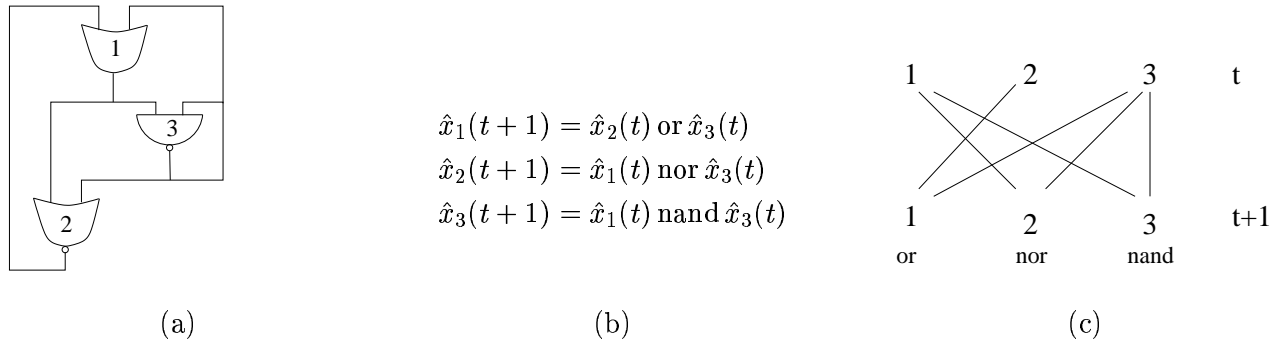 1
3
2
(a)
x̂₁(t + 1) = x̂₂(t) or x̂₃(t)
x̂₂(t + 1) = x̂₁(t) nor x̂₃(t)
x̂₃(t + 1) = x̂₁(t) nand x̂₃(t)
(b)
1 2 3 t
1 2 3 t+1
or nor nand
(c)